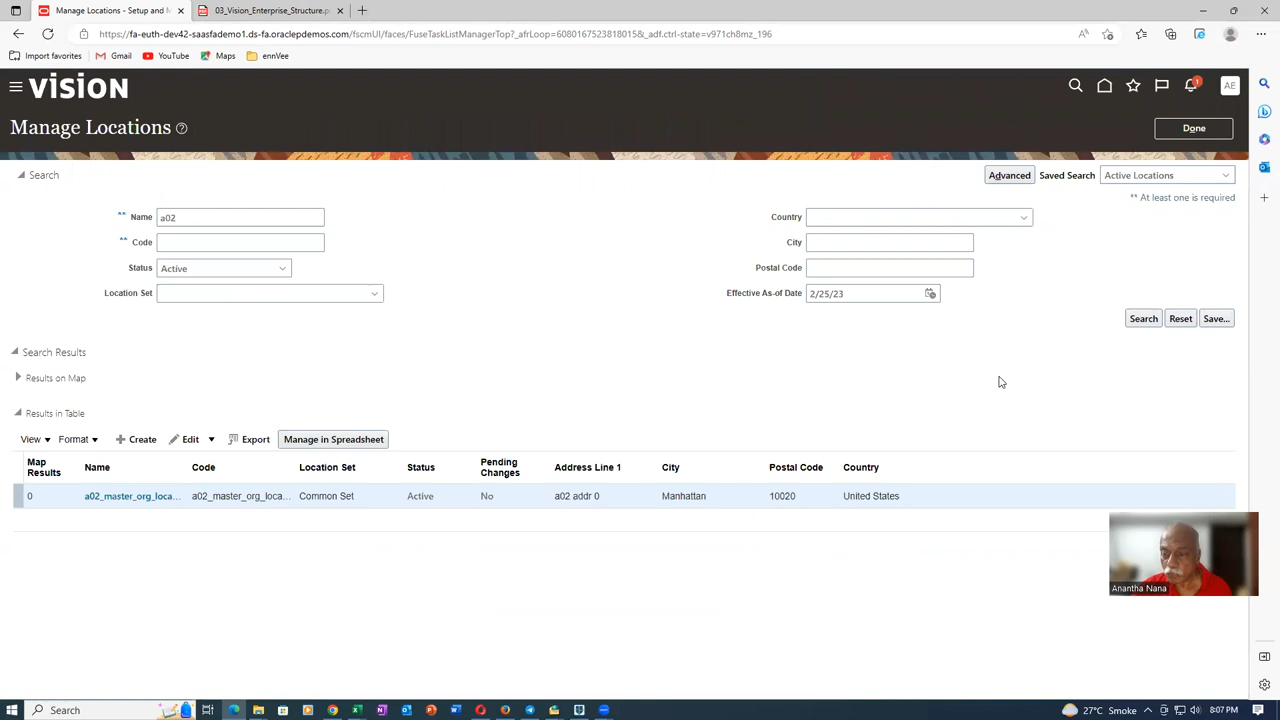 Manage Locations - Setup and M
03_Vision_Enterprise_Structure.p
https://fa-euth-dev42-saasfademo1.ds-fa.oraclepdemos.com/fscmUI/faces/FuseTaskListManagerTop?_afrLoop=60801675238180015&_adf.ctrl-state=v971ch8mz_196
Import favorites Gmail YouTube Maps ennVee
VISION
1 AE
Manage Locations
Done
Search
Advanced Saved Search Active Locations
** At least one is required
** Name a02
Country
** Code
City
Status Active
Postal Code
Location Set
Effective As-of Date 2/25/23
Search Reset Save...
Search Results
Results on Map
Results in Table
View Format Create Edit Export Manage in Spreadsheet
Map Results Name Code Location Set Status Pending Changes Address Line 1 City Postal Code Country
0 a02_master_org_loca... a02_master_org_loca... Common Set Active No a02 addr 0 Manhattan 10020 United States
Anantha Nana
Search
27°C Smoke 8:07 PM